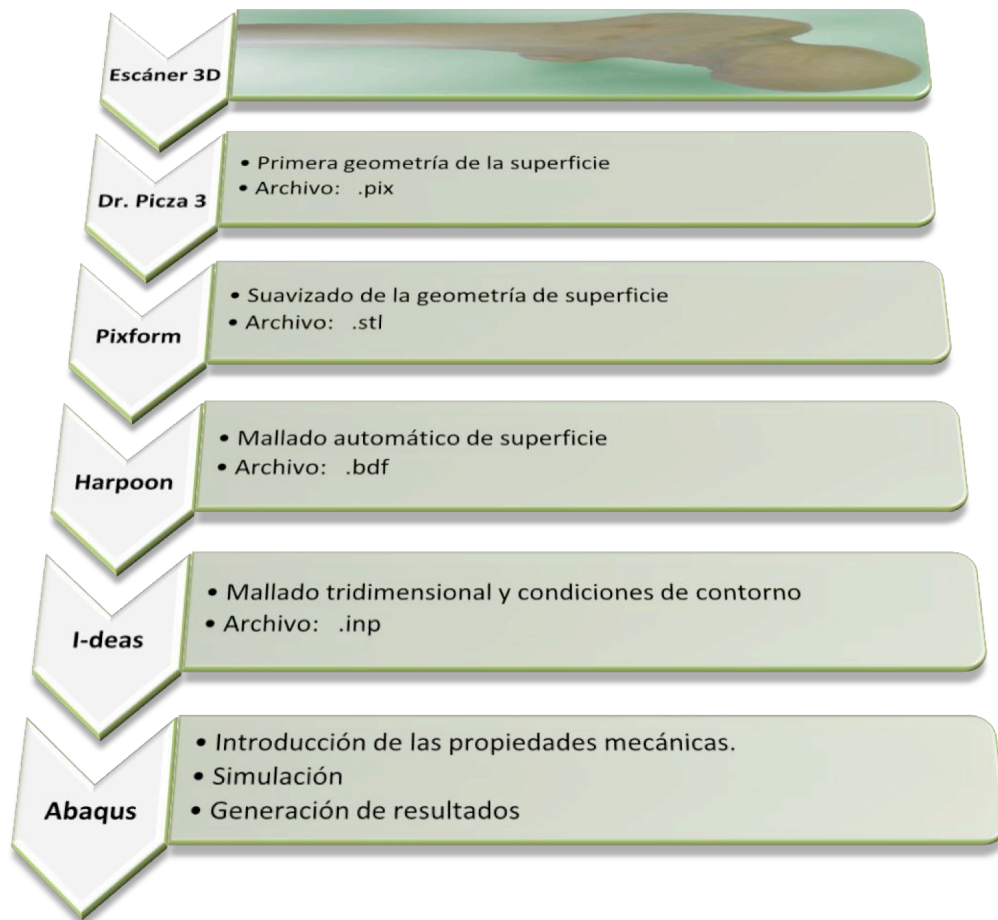 Escáner 3D
Dr. Picza 3
• Primera geometría de la superficie
• Archivo: .pix
Pixform
• Suavizado de la geometría de superficie
• Archivo: .stl
Harpoon
• Mallado automático de superficie
• Archivo: .bdf
I-deas
• Mallado tridimensional y condiciones de contorno
• Archivo: .inp
Abaqus
• Introducción de las propiedades mecánicas.
• Simulación
• Generación de resultados